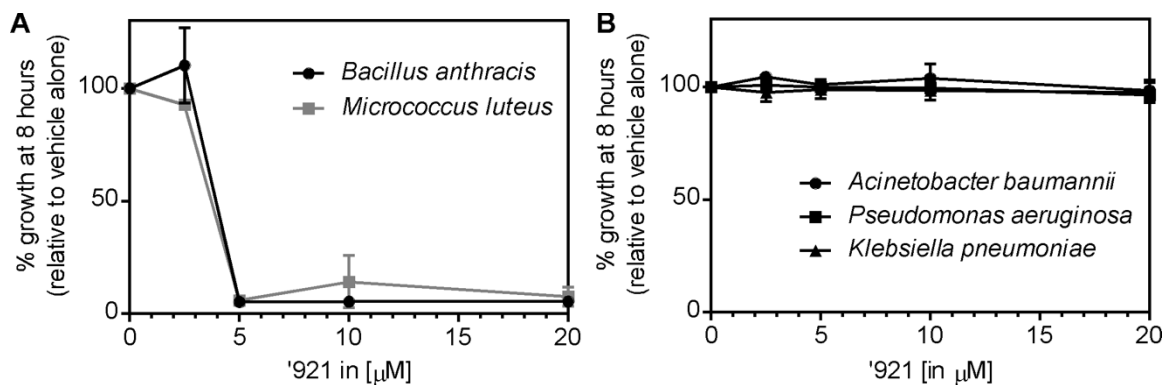 A
% growth at 8 hours
(relative to vehicle alone)
100
50
0
Bacillus anthracis
Micrococcus luteus
0 5 10 15 20
'921 in [μM]
B
% growth at 8 hours
(relative to vehicle alone)
100
50
0
Acinetobacter baumannii
Pseudomonas aeruginosa
Klebsiella pneumoniae
0 5 10 15 20
'921 [in μM]